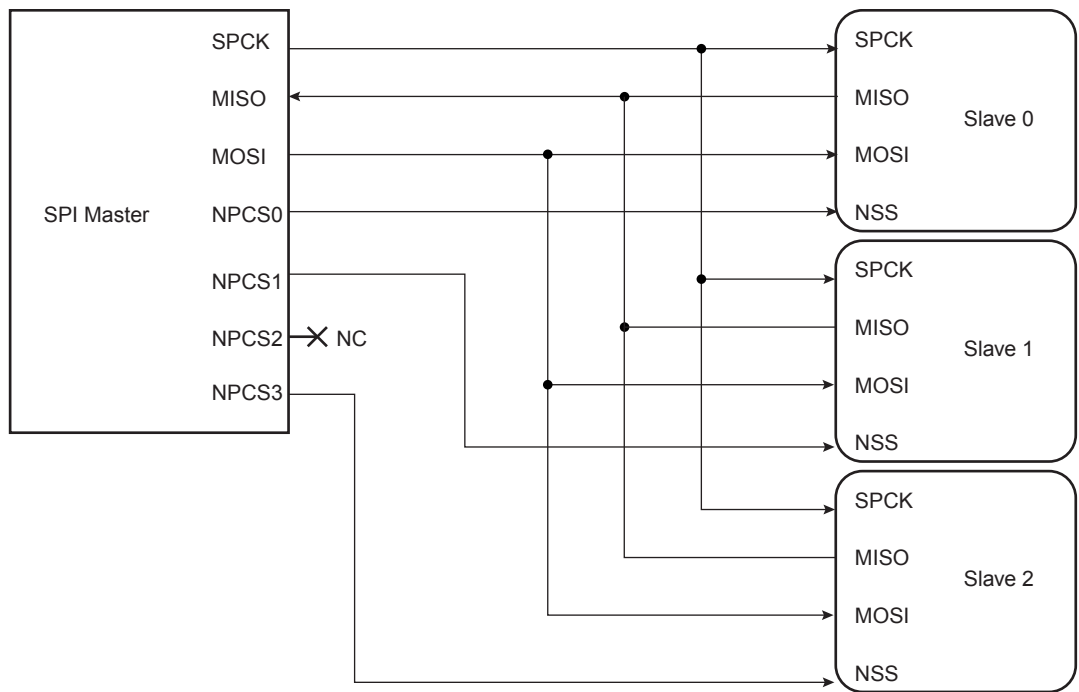 SPI Master
SPCK
MISO
MOSI
NPCS0
NPCS1
NPCS2
NC
NPCS3
SPCK
MISO
Slave 0
MOSI
NSS
SPCK
MISO
Slave 1
MOSI
NSS
SPCK
MISO
Slave 2
MOSI
NSS